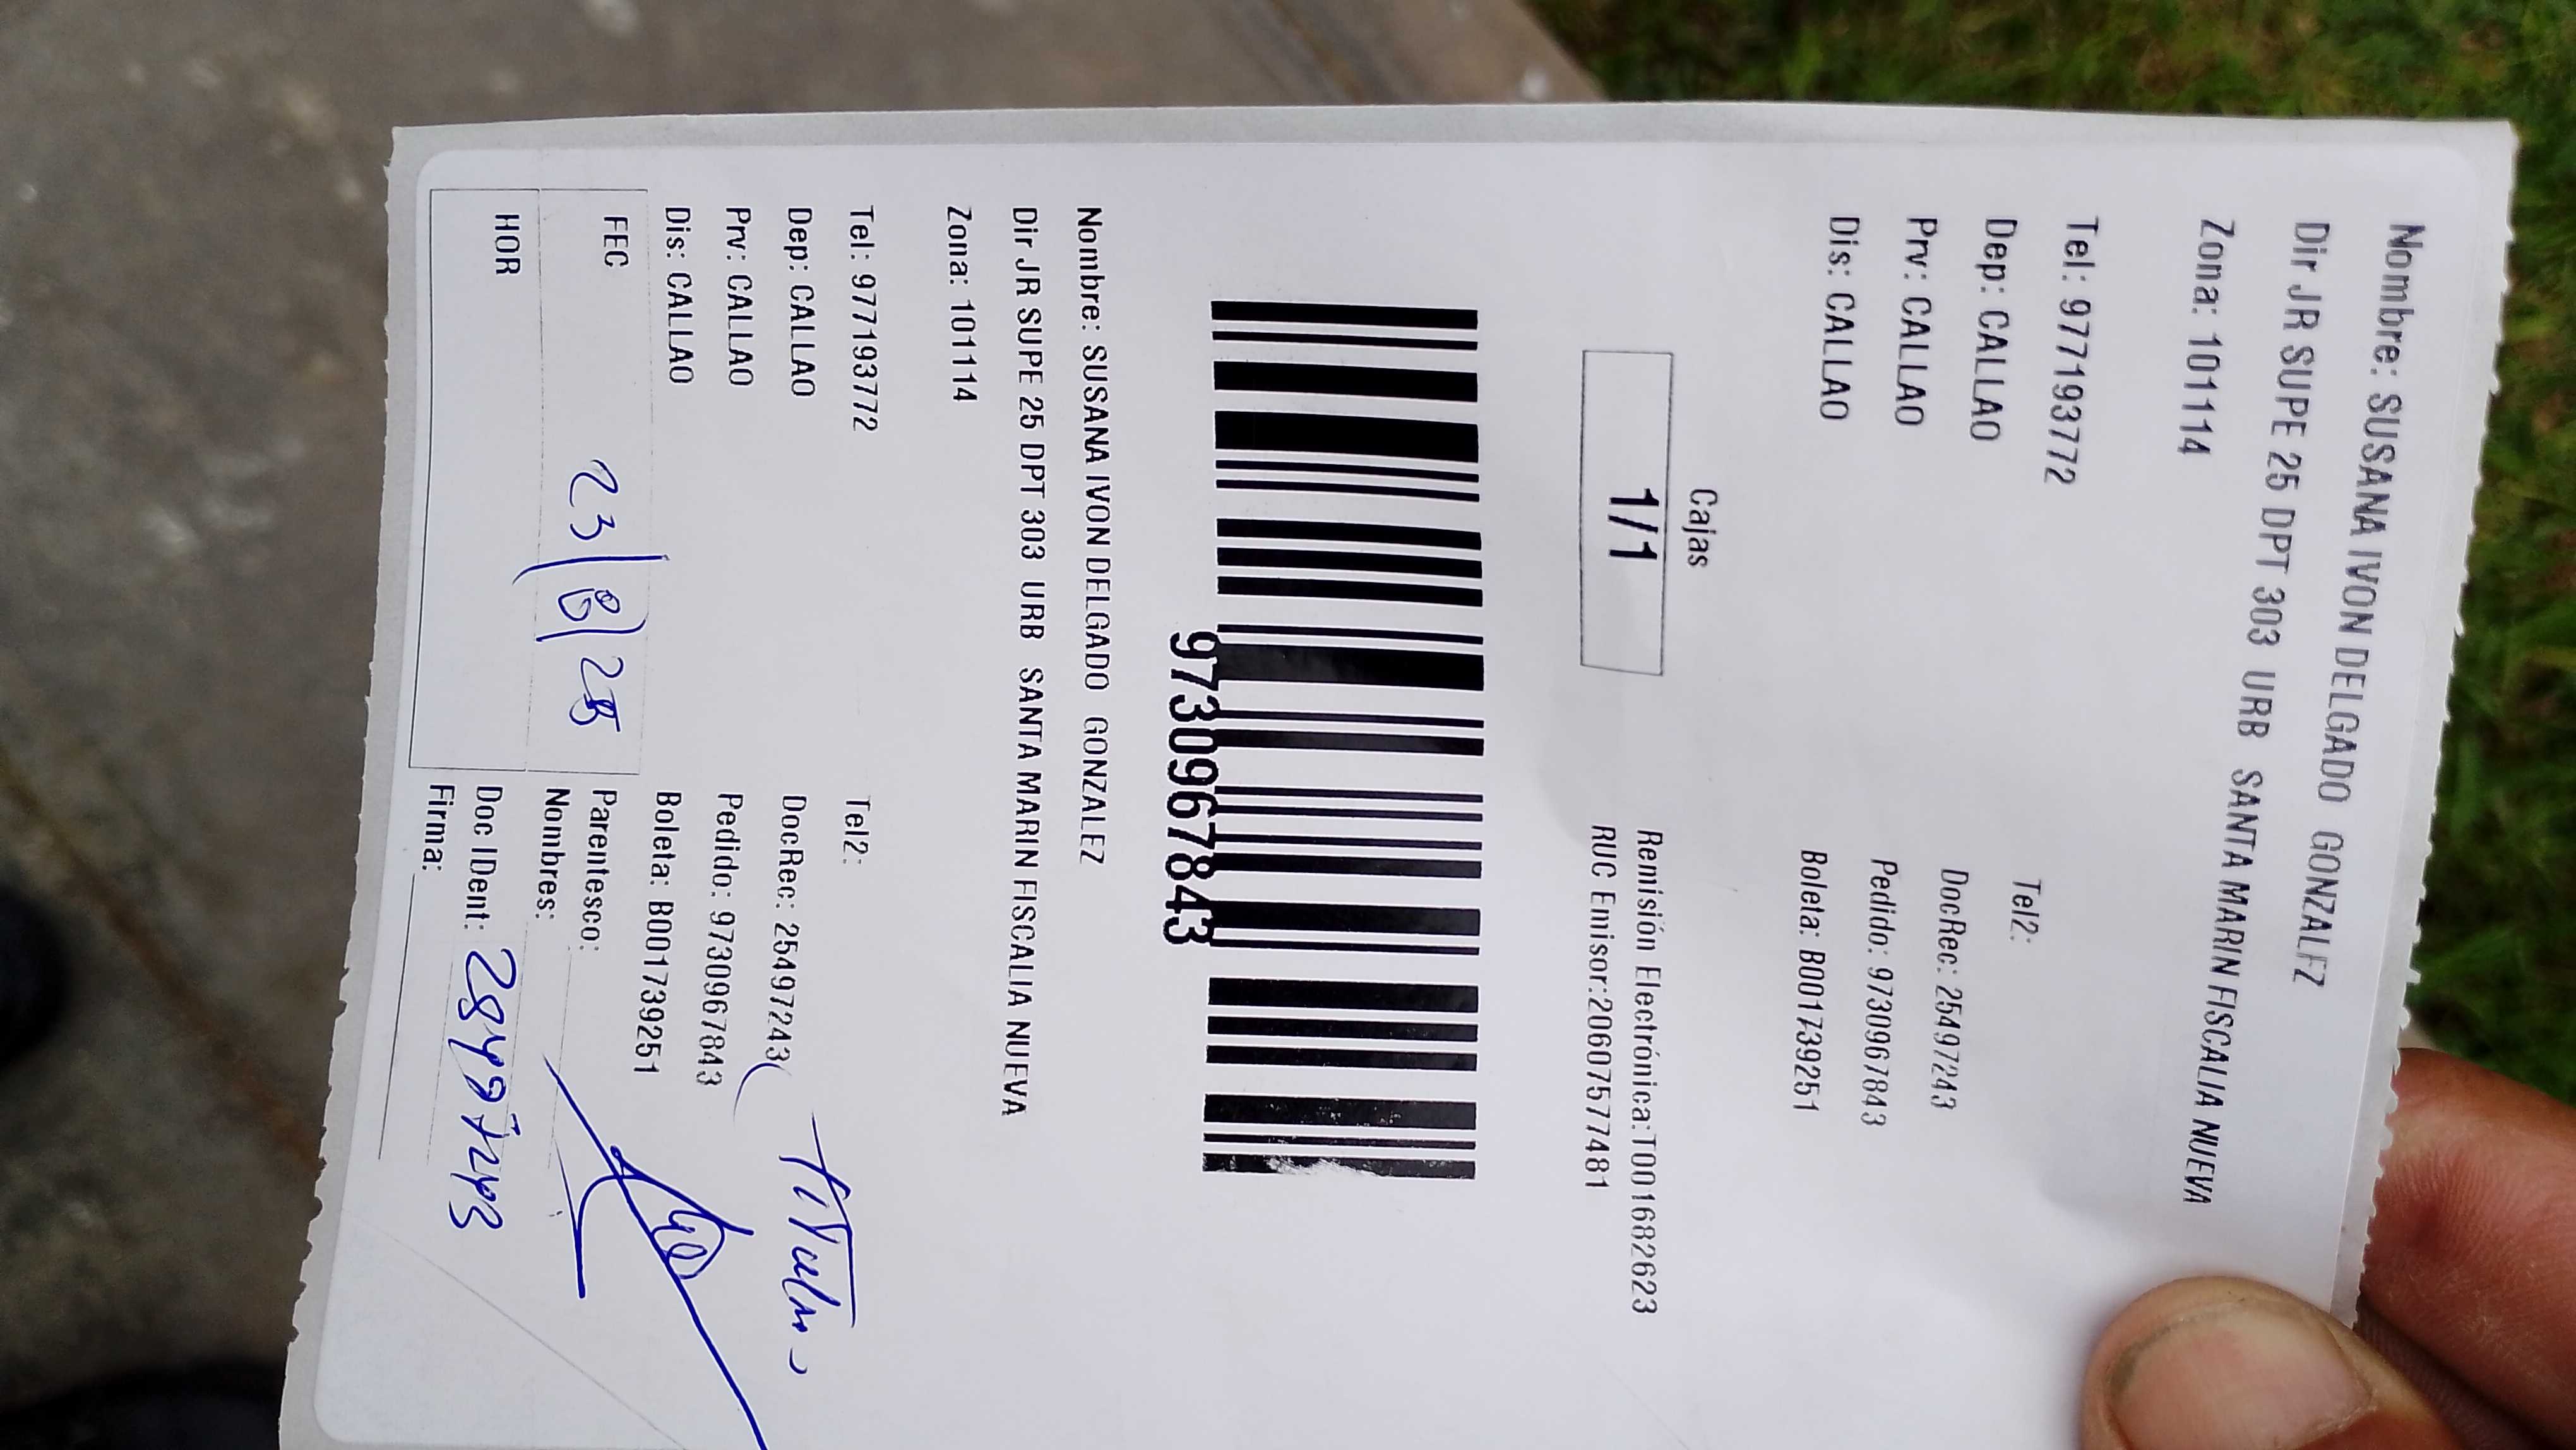 Nombre: SUSANA IVON DELGADO GONZALEZ
Dir JR SUPE 25 DPT 303 URB SANTA MARIN FISCALIA NUEVA
Zona: 101114
Tel: 977193772 Tel2:
Dep: CALLAO DocRec: 25497243
Prv: CALLAO Pedido: 9730967843
Dis: CALLAO Boleta: B001739251
Cajas
1/1
Remisión Electrónica:T001682623
RUC Emisor:20607577481
9730967843
Nombre: SUSANA IVON DELGADO GONZALEZ
Dir JR SUPE 25 DPT 303 URB SANTA MARIN FISCALIA NUEVA
Zona: 101114
Tel: 977193772 Tel2:
Dep: CALLAO DocRec: 25497243
Prv: CALLAO Pedido: 9730967843
Dis: CALLAO Boleta: B001739251
FEC 23/8/25 Parentesco:
Nombres:
HOR Doc IDent: 25497243
Firma: